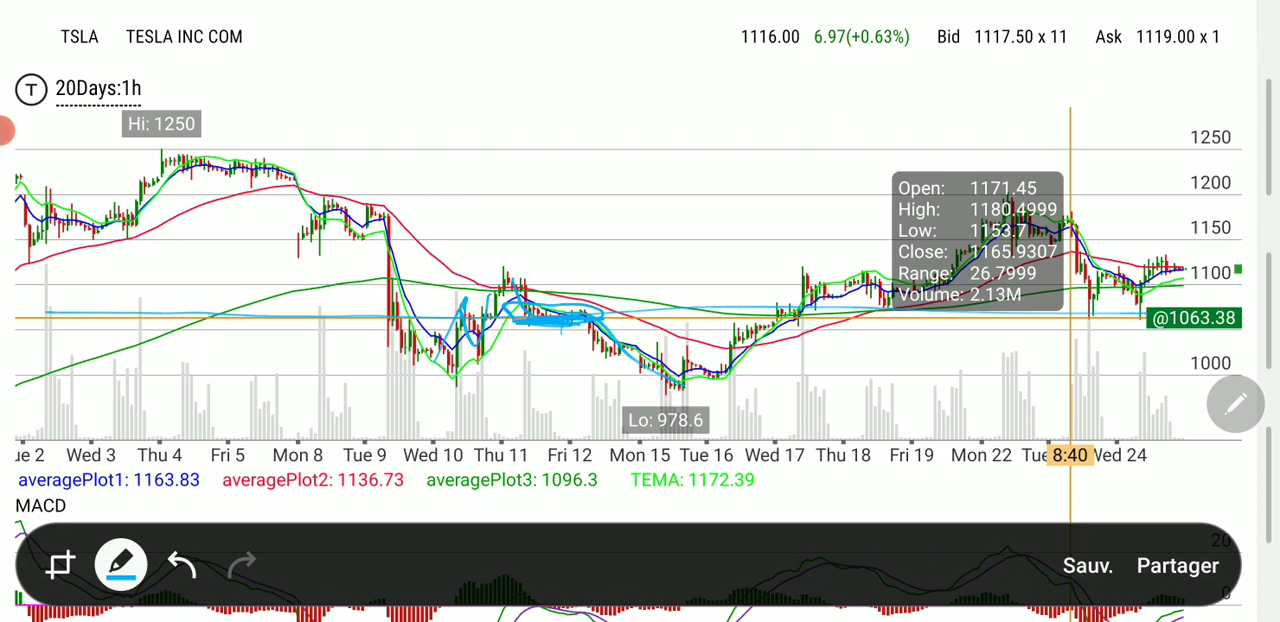 TSLA TESLA INC COM 1116.00 6.97(+0.63%) Bid 1117.50 x 11 Ask 1119.00 x 1
T 20Days:1h
Hi: 1250
1250
1200
1150
1100
@1063.38
1000
Open: 1171.45
High: 1180.4999
Low: 1153.71
Close: 1165.9307
Range: 26.7999
Volume: 2.13M
Lo: 978.6
ue 2 Wed 3 Thu 4 Fri 5 Mon 8 Tue 9 Wed 10 Thu 11 Fri 12 Mon 15 Tue 16 Wed 17 Thu 18 Fri 19 Mon 22 Tue 8:40 Wed 24
averagePlot1: 1163.83 averagePlot2: 1136.73 averagePlot3: 1096.3 TEMA: 1172.39
MACD
20
Sauv. Partager
0